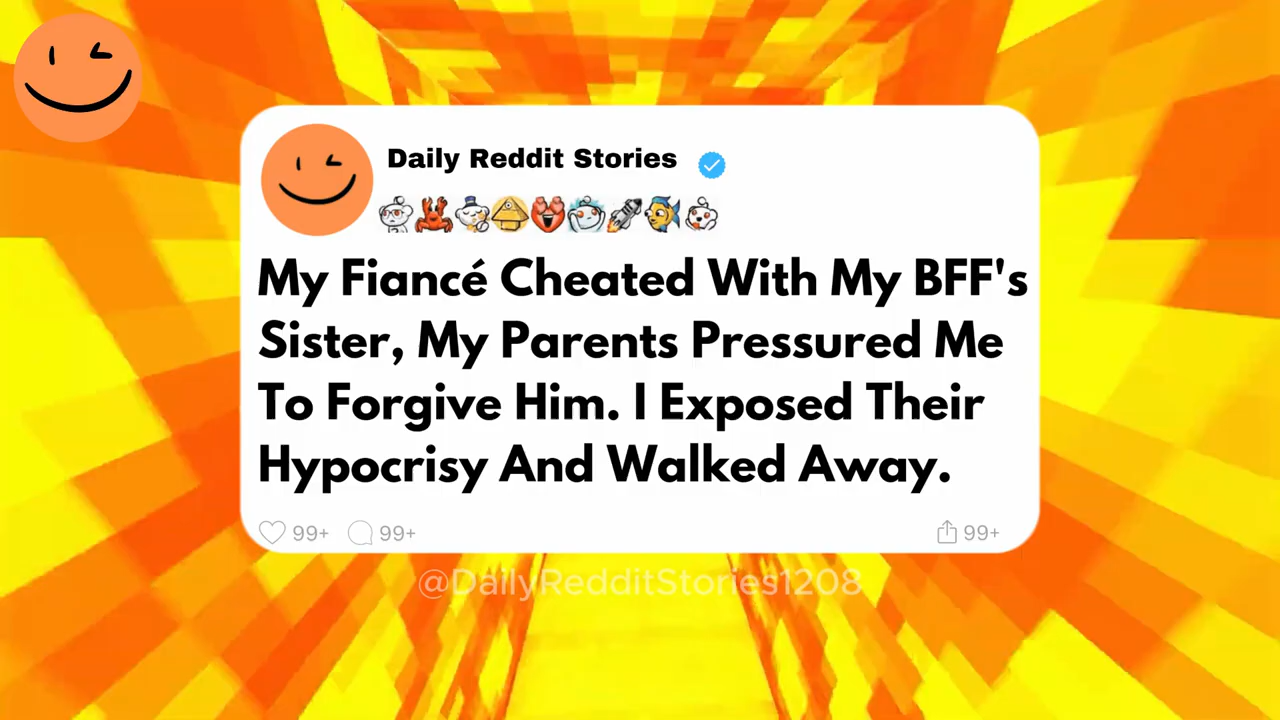 Daily Reddit Stories
My Fiancé Cheated With My BFF's
Sister, My Parents Pressured Me
To Forgive Him. I Exposed Their
Hypocrisy And Walked Away.
99+ 99+ 99+
@DailyRedditStories1208